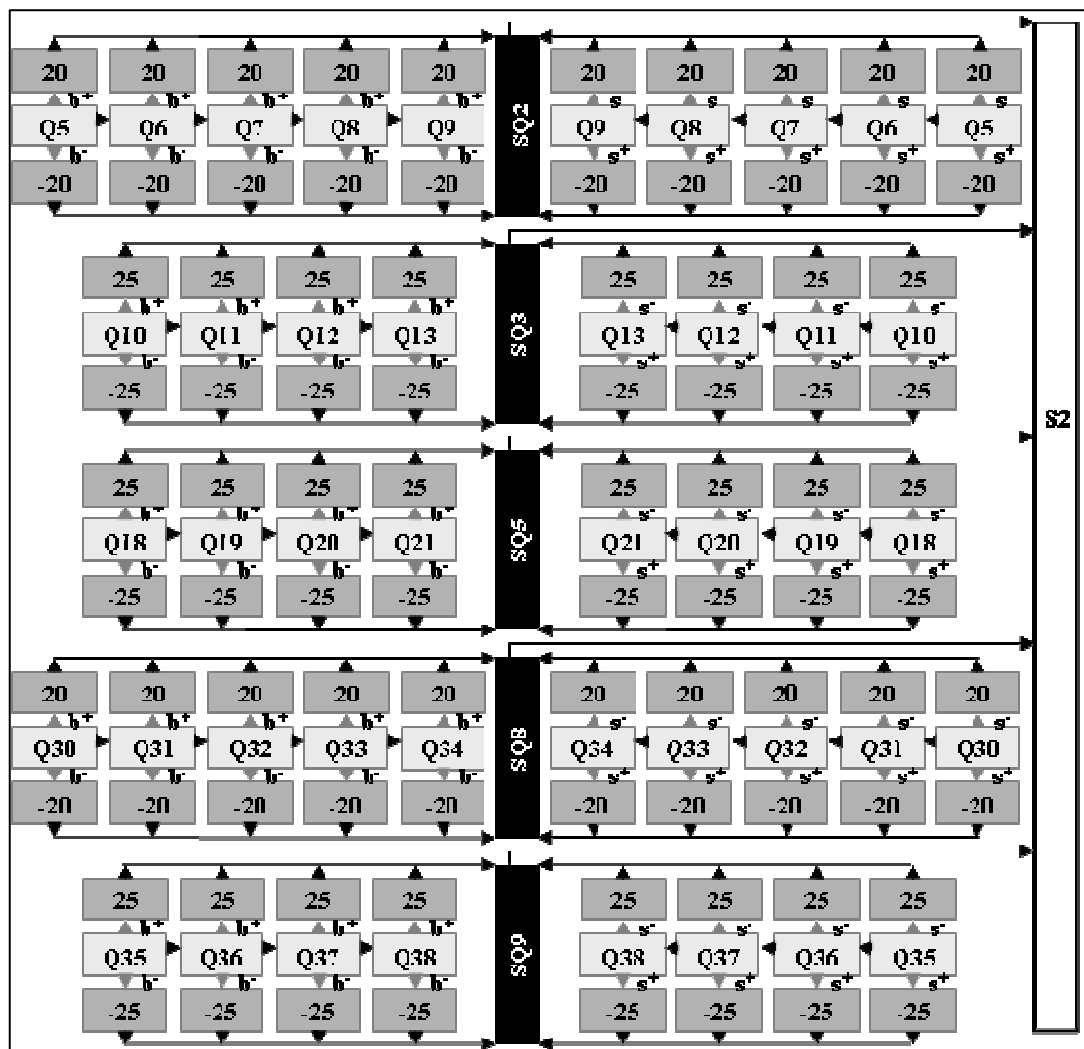 20 20 20 20 20 20 20 20 20 20
b+ b+ b+ b+ b+ s s s s s
Q5 Q6 Q7 Q8 Q9 SQ2 Q9 Q8 Q7 Q6 Q5
b- b- b- b- b- s+ s+ s+ s+ s+
-20 -20 -20 -20 -20 -20 -20 -20 -20 -20
25 25 25 25 25 25 25 25
b+ b+ b+ b+ s- s- s- s-
Q10 Q11 Q12 Q13 SQ3 Q13 Q12 Q11 Q10
b- b- b- b- s+ s+ s+ s+
-25 -25 -25 -25 -25 -25 -25 -25
S2
25 25 25 25 25 25 25 25
b+ b+ b+ b+ s- s- s- s-
Q18 Q19 Q20 Q21 SQ5 Q21 Q20 Q19 Q18
b- b- b- b- s+ s+ s+ s+
-25 -25 -25 -25 -25 -25 -25 -25
20 20 20 20 20 20 20 20 20 20
b+ b+ b+ b+ b+ s- s- s- s- s-
Q30 Q31 Q32 Q33 Q34 SQ8 Q34 Q33 Q32 Q31 Q30
b- b- b- b- b- s+ s+ s+ s+ s+
-20 -20 -20 -20 -20 -20 -20 -20 -20 -20
25 25 25 25 25 25 25 25
b+ b+ b+ b+ s- s- s- s-
Q35 Q36 Q37 Q38 SQ9 Q38 Q37 Q36 Q35
b- b- b- b- s+ s+ s+ s+
-25 -25 -25 -25 -25 -25 -25 -25